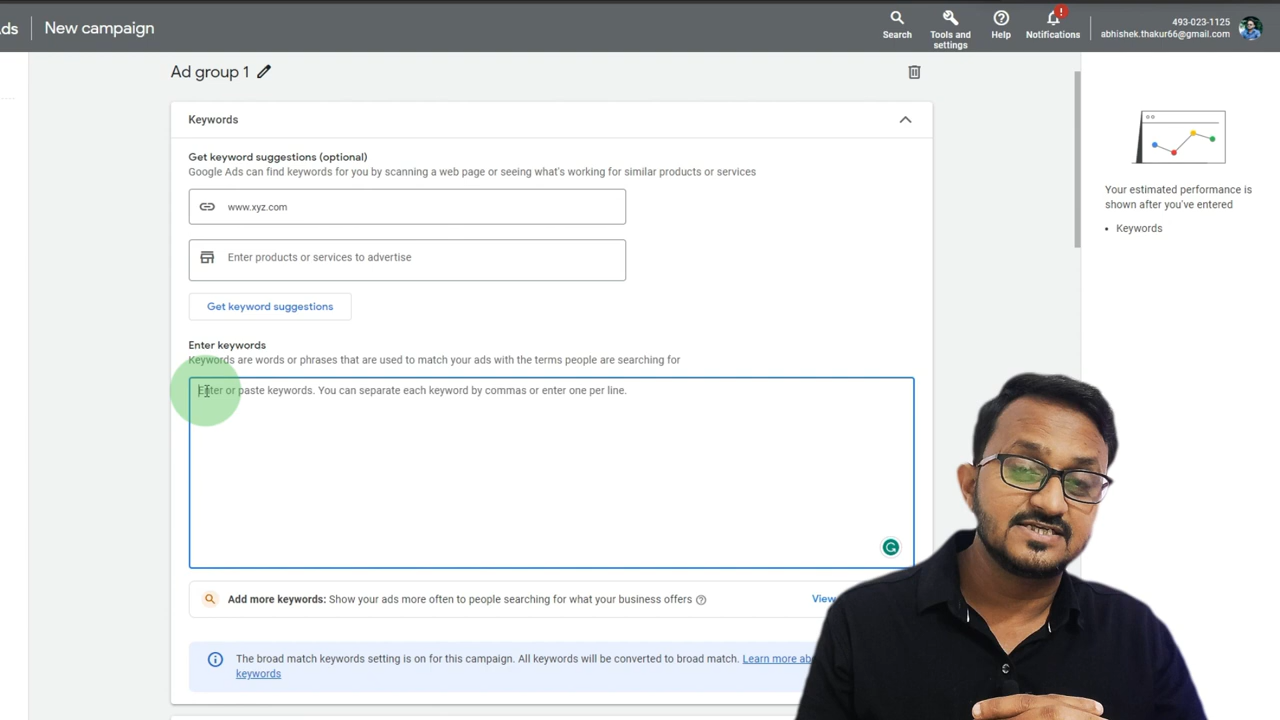 ds New campaign
Search
Tools and settings
Help
Notifications
!
493-023-1125
abhishek.thakur66@gmail.com
Ad group 1
Keywords
Get keyword suggestions (optional)
Google Ads can find keywords for you by scanning a web page or seeing what's working for similar products or services
www.xyz.com
Enter products or services to advertise
Get keyword suggestions
Enter keywords
Keywords are words or phrases that are used to match your ads with the terms people are searching for
Enter or paste keywords. You can separate each keyword by commas or enter one per line.
Add more keywords: Show your ads more often to people searching for what your business offers
View
The broad match keywords setting is on for this campaign. All keywords will be converted to broad match. Learn more ab
keywords
Your estimated performance is
shown after you've entered
• Keywords